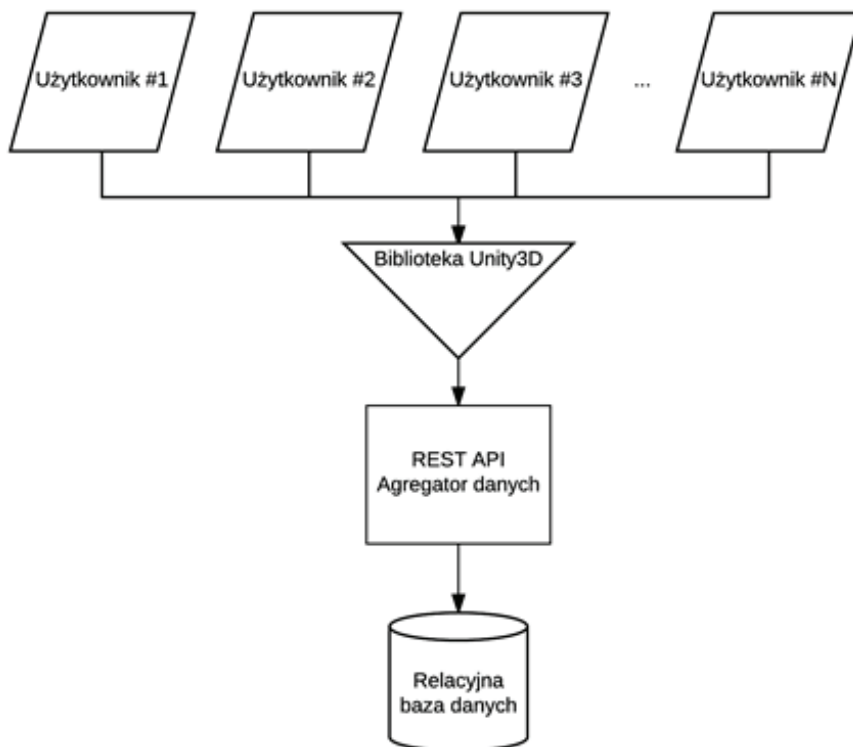 Użytkownik #1
Użytkownik #2
Użytkownik #3
...
Użytkownik #N
Biblioteka Unity3D
REST API
Agregator danych
Relacyjna
baza danych